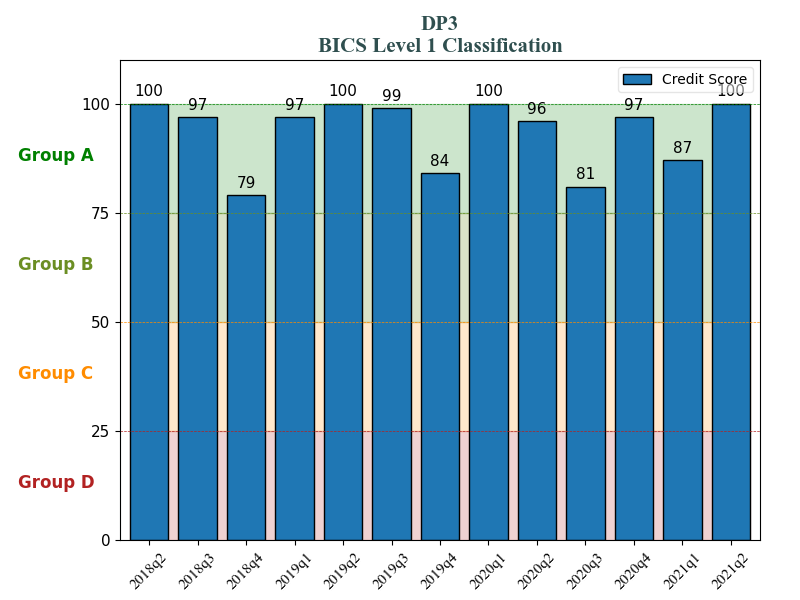 DP3
BICS Level 1 Classification
Credit Score
100 97 79 97 100 99 84 100 96 81 97 87 100
100
Group A
75
Group B
50
Group C
25
Group D
0
2018q2 2018q3 2018q4 2019q1 2019q2 2019q3 2019q4 2020q1 2020q2 2020q3 2020q4 2021q1 2021q2